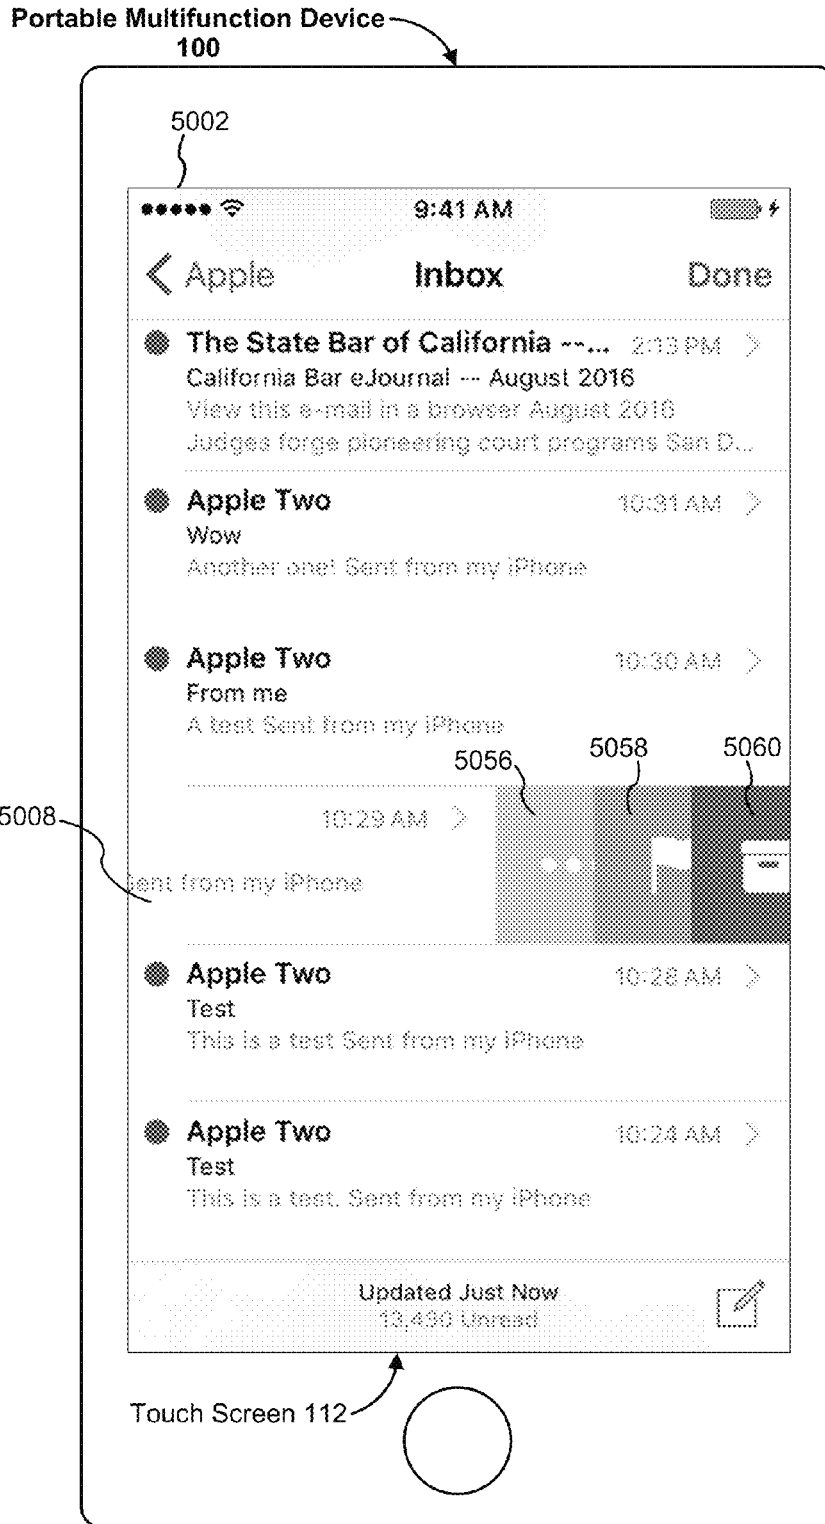 Portable Multifunction Device
100
5002
9:41 AM
Apple
Inbox
Done
The State Bar of California --... 2:13 PM
California Bar eJournal -- August 2016
View this e-mail in a browser August 2016
Judges forge pioneering court programs San D...
Apple Two 10:31 AM
Wow
Another one! Sent from my iPhone
Apple Two 10:30 AM
From me
A test Sent from my iPhone
5056
5058
5060
5008
10:29 AM
Sent from my iPhone
Apple Two 10:28 AM
Test
This is a test Sent from my iPhone
Apple Two 10:24 AM
Test
This is a test. Sent from my iPhone
Updated Just Now
13,490 Unread
Touch Screen 112